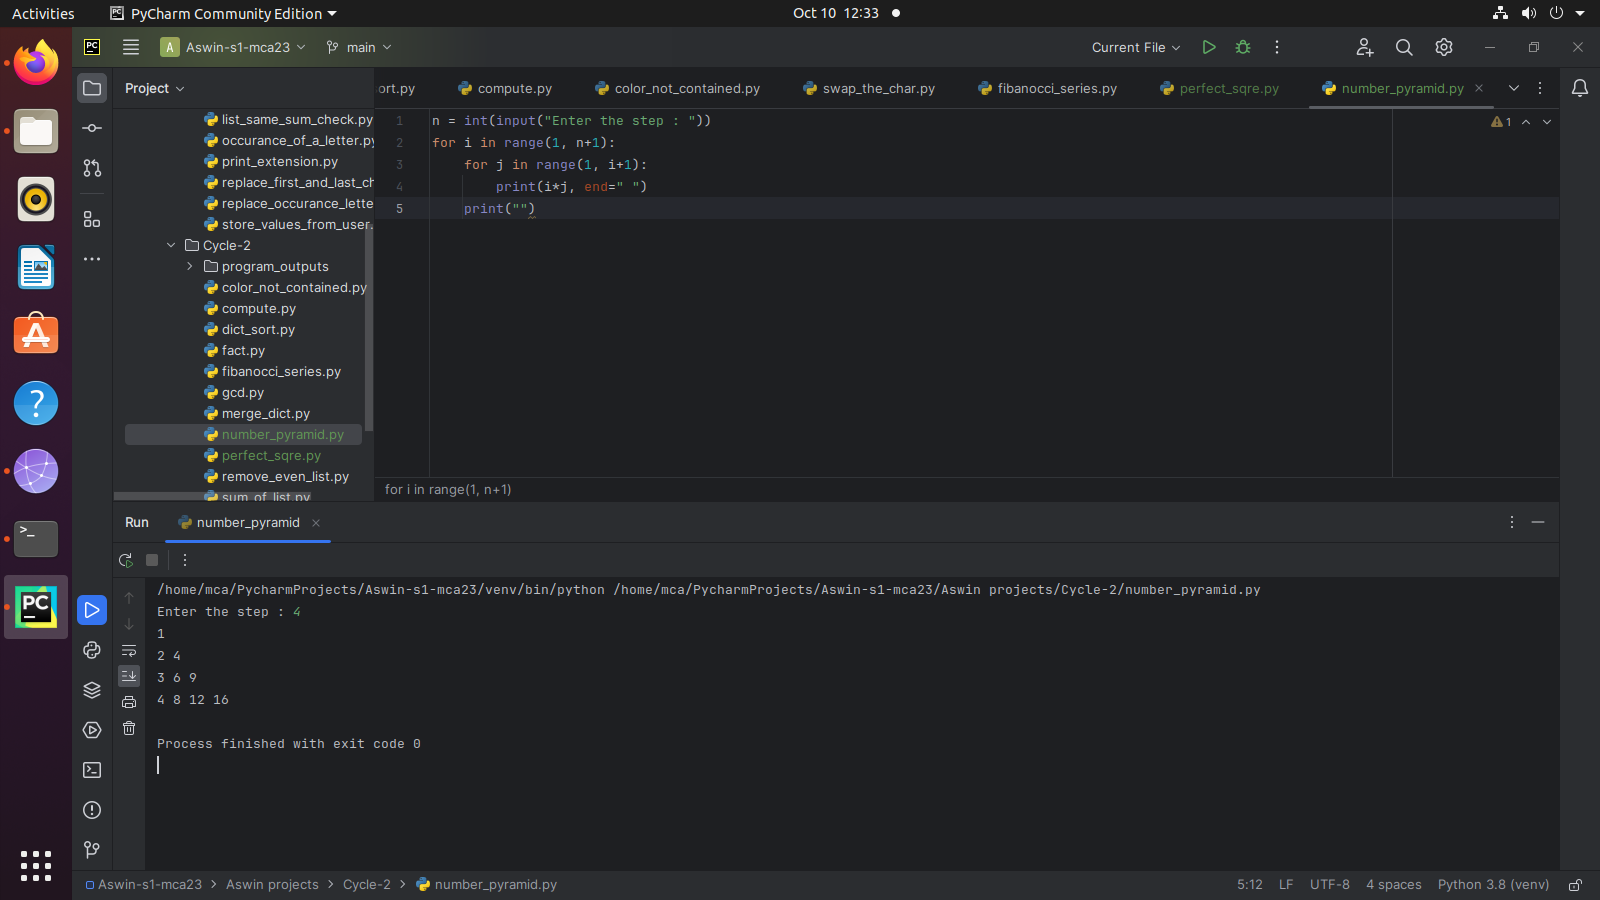 Activities
PyCharm Community Edition
Oct 10 12:33
PC
A
Aswin-s1-mca23
main
Current File
Project
ort.py
compute.py
color_not_contained.py
swap_the_char.py
fibanocci_series.py
perfect_sqre.py
number_pyramid.py
list_same_sum_check.py
occurance_of_a_letter.py
print_extension.py
replace_first_and_last_ch
replace_occurance_lette
store_values_from_user.
Cycle-2
program_outputs
color_not_contained.py
compute.py
dict_sort.py
fact.py
fibanocci_series.py
gcd.py
merge_dict.py
number_pyramid.py
perfect_sqre.py
remove_even_list.py
sum_of_list.py
1 n = int(input("Enter the step : "))
2 for i in range(1, n+1):
3 for j in range(1, i+1):
4 print(i*j, end=" ")
5 print("")
1
for i in range(1, n+1)
Run
number_pyramid
/home/mca/PycharmProjects/Aswin-s1-mca23/venv/bin/python /home/mca/PycharmProjects/Aswin-s1-mca23/Aswin projects/Cycle-2/number_pyramid.py
Enter the step : 4
1
2 4
3 6 9
4 8 12 16
Process finished with exit code 0
>_
PC
Aswin-s1-mca23 > Aswin projects > Cycle-2 > number_pyramid.py
5:12 LF UTF-8 4 spaces Python 3.8 (venv)